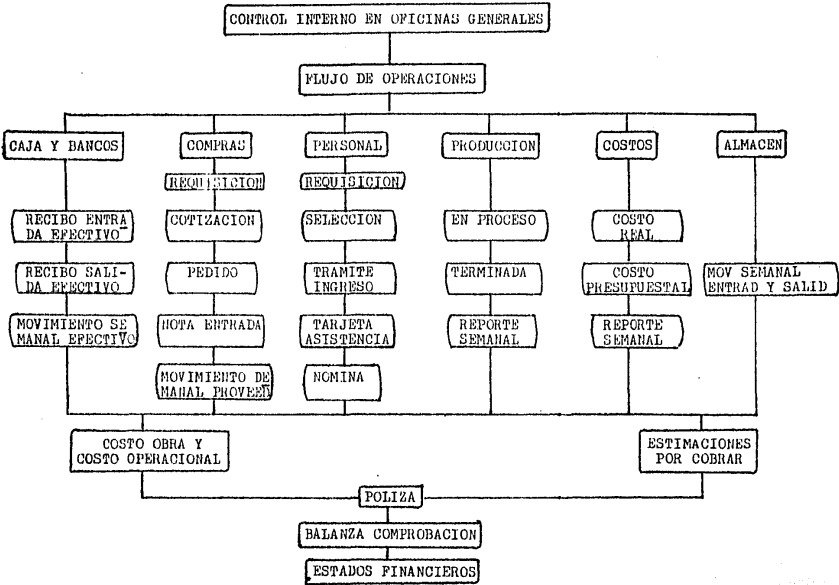 CONTROL INTERNO EN OFICINAS GENERALES
FLUJO DE OPERACIONES
CAJA Y BANCOS
COMPRAS
PERSONAL
PRODUCCION
COSTOS
ALMACEN
REQUISICION
REQUISICION
RECIBO ENTRA
DA EFECTIVO
COTIZACION
SELECCION
EN PROCESO
COSTO
REAL
RECIBO SALI-
DA EFECTIVO
PEDIDO
TRAMITE
INGRESO
TERMINADA
COSTO
PRESUPUESTAL
MOV SEMANAL
ENTRAD Y SALID
MOVIMIENTO SE
MANAL EFECTIVO
NOTA ENTRADA
TARJETA
ASISTENCIA
REPORTE
SEMANAL
REPORTE
SEMANAL
MOVIMIENTO DE
MANAL PROVEED
NOMINA
COSTO OBRA Y
COSTO OPERACIONAL
ESTIMACIONES
POR COBRAR
POLIZA
BALANZA COMPROBACION
ESTADOS FINANCIEROS